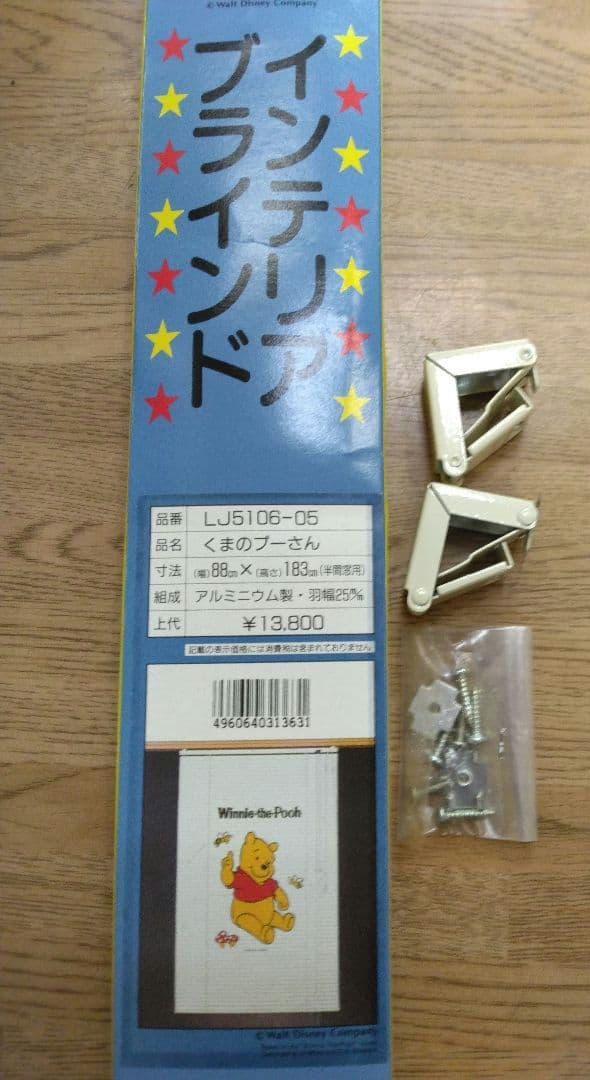 © Walt Disney Company
インテリア
ブラインド
品番 LJ5106-05
品名 くまのプーさん
寸法 (幅)88㎝×(高さ)183㎝(半間窓用)
組成 アルミニウム製・羽幅25㎜
上代 ¥13,800
記載の表示価格には消費税は含まれておりません
4960640313631
Winnie-the-Pooh
© Walt Disney Company